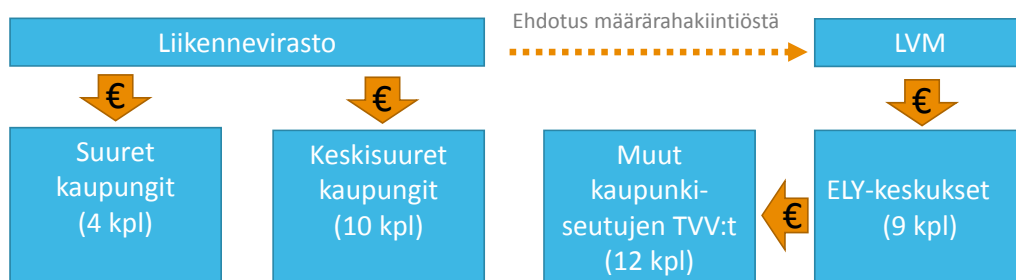 Ehdotus määrärahakiintiöstä
Liikennevirasto
LVM
€
€
€
Suuret
kaupungit
(4 kpl)
Keskisuuret
kaupungit
(10 kpl)
Muut
kaupunki-
seutujen TVV:t
(12 kpl)
€
ELY-keskukset
(9 kpl)